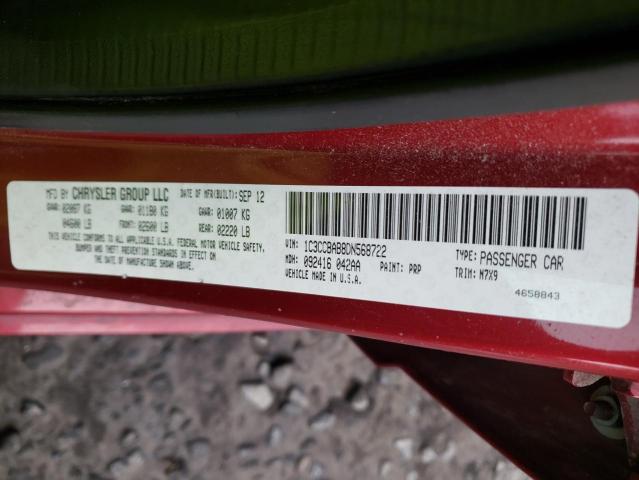 MFD BY CHRYSLER GROUP LLC DATE OF MFR(BUILT): SEP 12
GVWR: 02087 KG GAWR: 01180 KG GAWR: 01007 KG
04600 LB FRONT: 02600 LB REAR: 02220 LB
THIS VEHICLE CONFORMS TO ALL APPLICABLE U.S.A. FEDERAL MOTOR VEHICLE SAFETY,
BUMPER AND THEFT PREVENTION STANDARDS IN EFFECT ON
THE DATE OF MANUFACTURE SHOWN ABOVE.
VIN: 1C3CCBAB8DN568722
MDH: 092416 042AA PAINT: PRP
VEHICLE MADE IN U.S.A.
TYPE: PASSENGER CAR
TRIM: N7X9
4658843